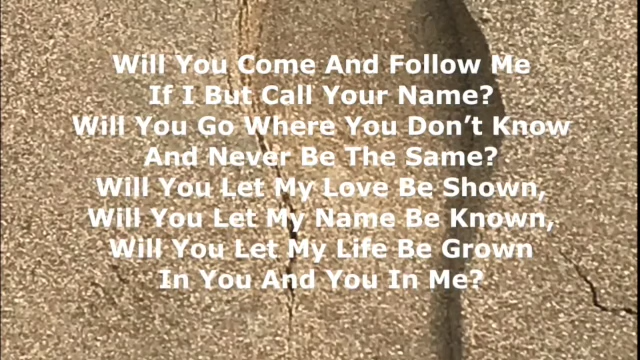 Will You Come And Follow Me
If I But Call Your Name?
Will You Go Where You Don’t Know
And Never Be The Same?
Will You Let My Love Be Shown,
Will You Let My Name Be Known,
Will You Let My Life Be Grown
In You And You In Me?